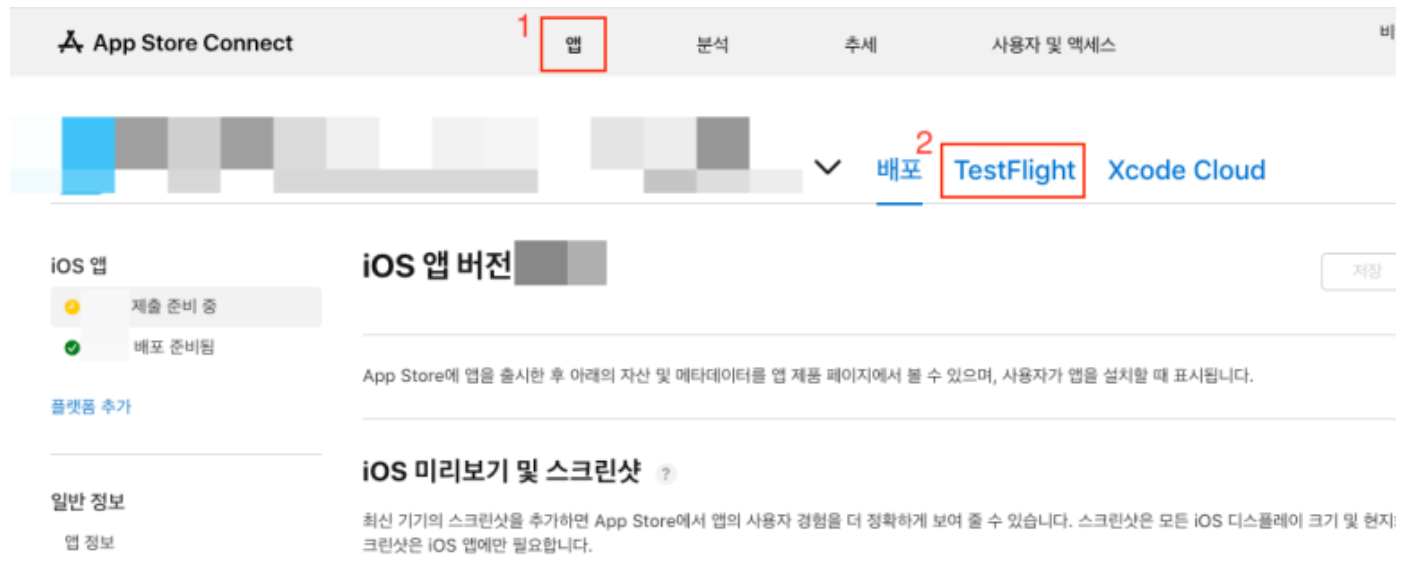 App Store Connect 1 앱 분석 추세 사용자 및 액세스
2 배포 TestFlight Xcode Cloud
iOS 앱
iOS 앱 버전
저장
제출 준비 중
배포 준비됨
플랫폼 추가
App Store에 앱을 출시한 후 아래의 자산 및 메타데이터를 앱 제품 페이지에서 볼 수 있으며, 사용자가 앱을 설치할 때 표시됩니다.
iOS 미리보기 및 스크린샷 ?
일반 정보
앱 정보
최신 기기의 스크린샷을 추가하면 App Store에서 앱의 사용자 경험을 더 정확하게 보여 줄 수 있습니다. 스크린샷은 모든 iOS 디스플레이 크기 및
크린샷은 iOS 앱에만 필요합니다.